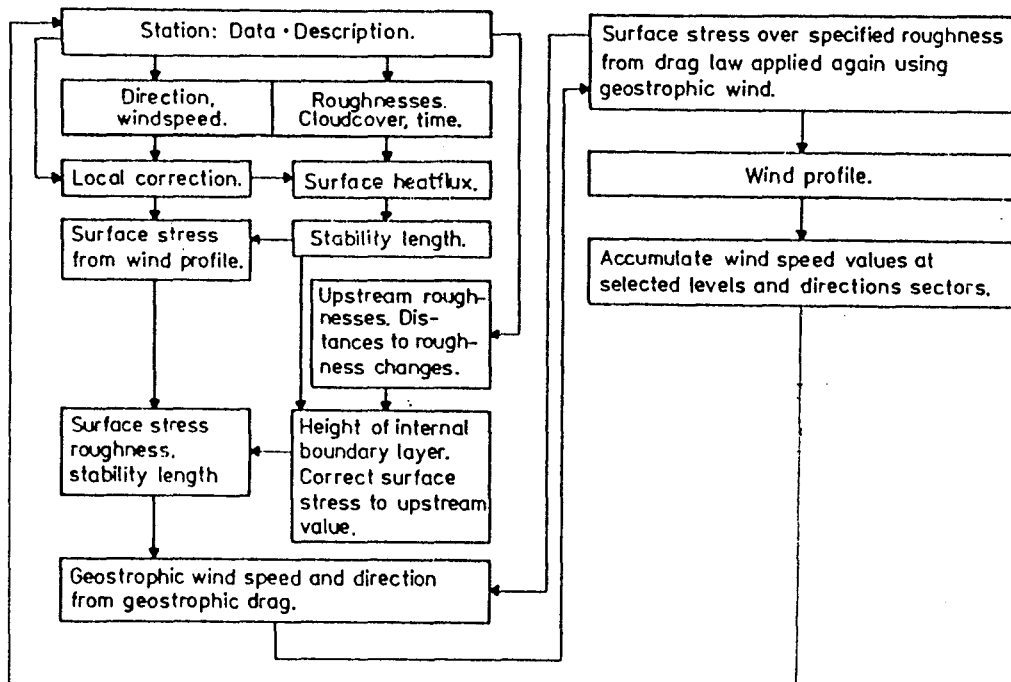 Station: Data · Description.
Direction,
windspeed.
Roughnesses.
Cloudcover, time.
Local correction.
Surface heatflux.
Surface stress
from wind profile.
Stability length.
Upstream rough-
nesses. Dis-
tances to rough-
ness changes.
Surface stress
roughness.
stability length
Height of internal
boundary layer.
Correct surface
stress to upstream
value.
Geostrophic wind speed and direction
from geostrophic drag.
Surface stress over specified roughness
from drag law applied again using
geostrophic wind.
Wind profile.
Accumulate wind speed values at
selected levels and directions sectors.